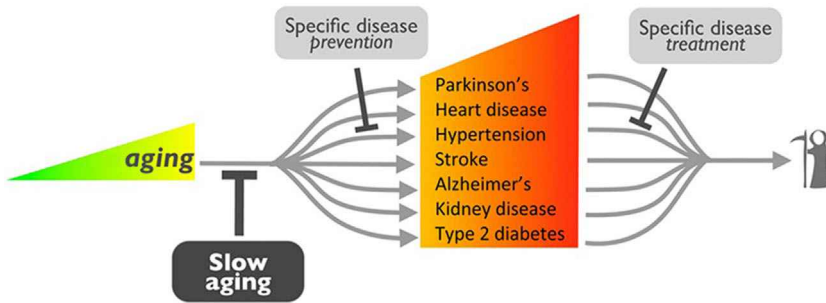 Specific disease
prevention
Specific disease
treatment
aging
Parkinson's
Heart disease
Hypertension
Stroke
Alzheimer's
Kidney disease
Type 2 diabetes
Slow
aging